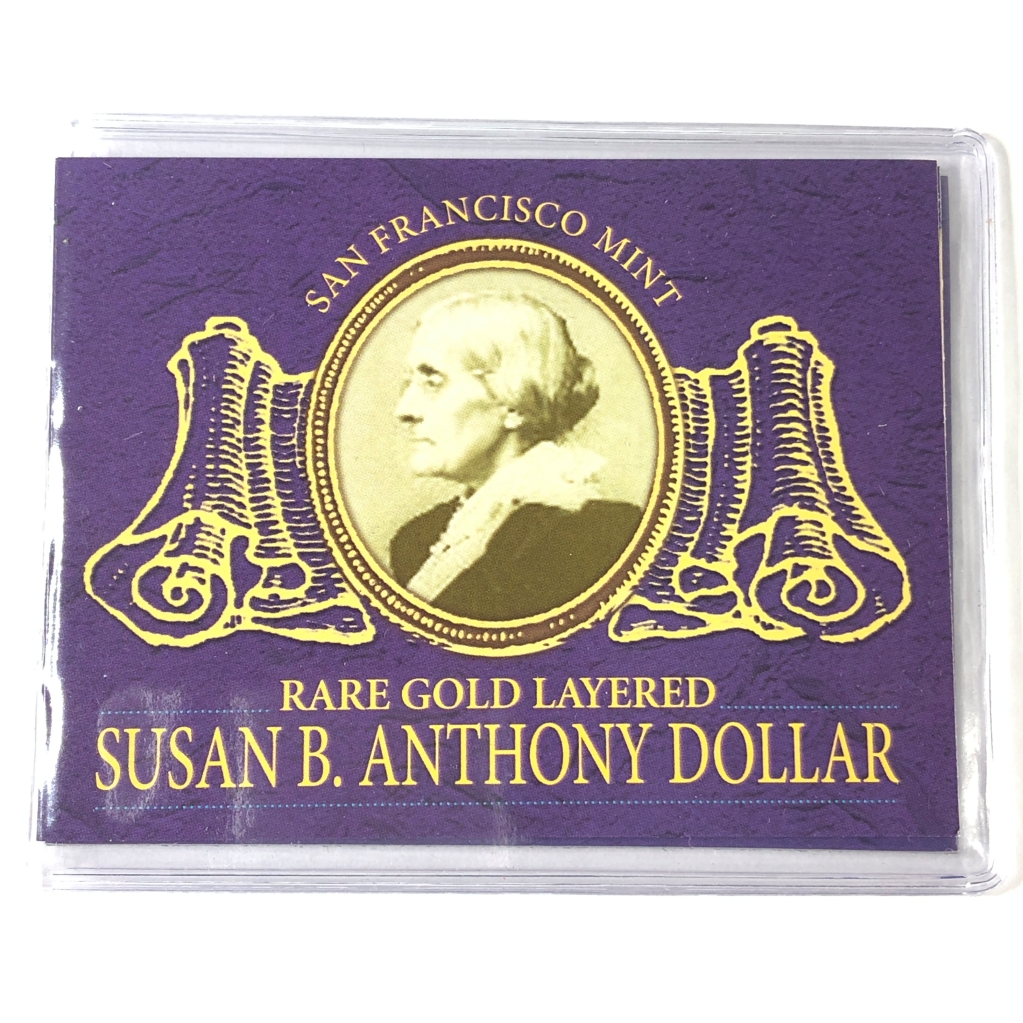 SAN FRANCISCO MINT
RARE GOLD LAYERED
SUSAN B. ANTHONY DOLLAR